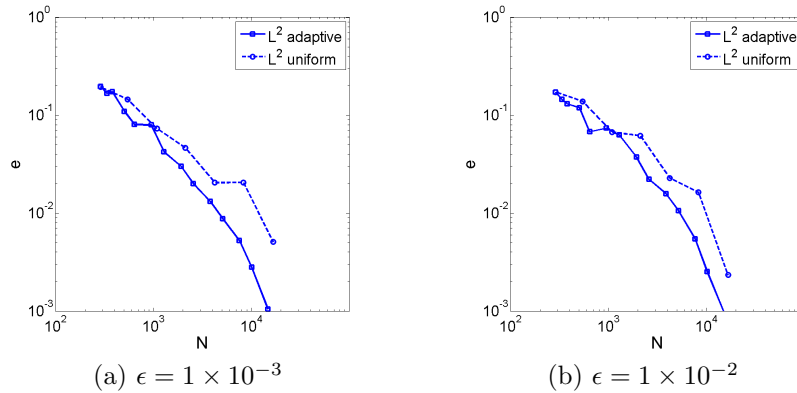 10^0
10^-1
10^-2
10^-3
10^2
10^3
10^4
e
N
L^2 adaptive
L^2 uniform
(a) ϵ = 1 × 10^−3
10^0
10^-1
10^-2
10^-3
10^2
10^3
10^4
e
N
L^2 adaptive
L^2 uniform
(b) ϵ = 1 × 10^−2